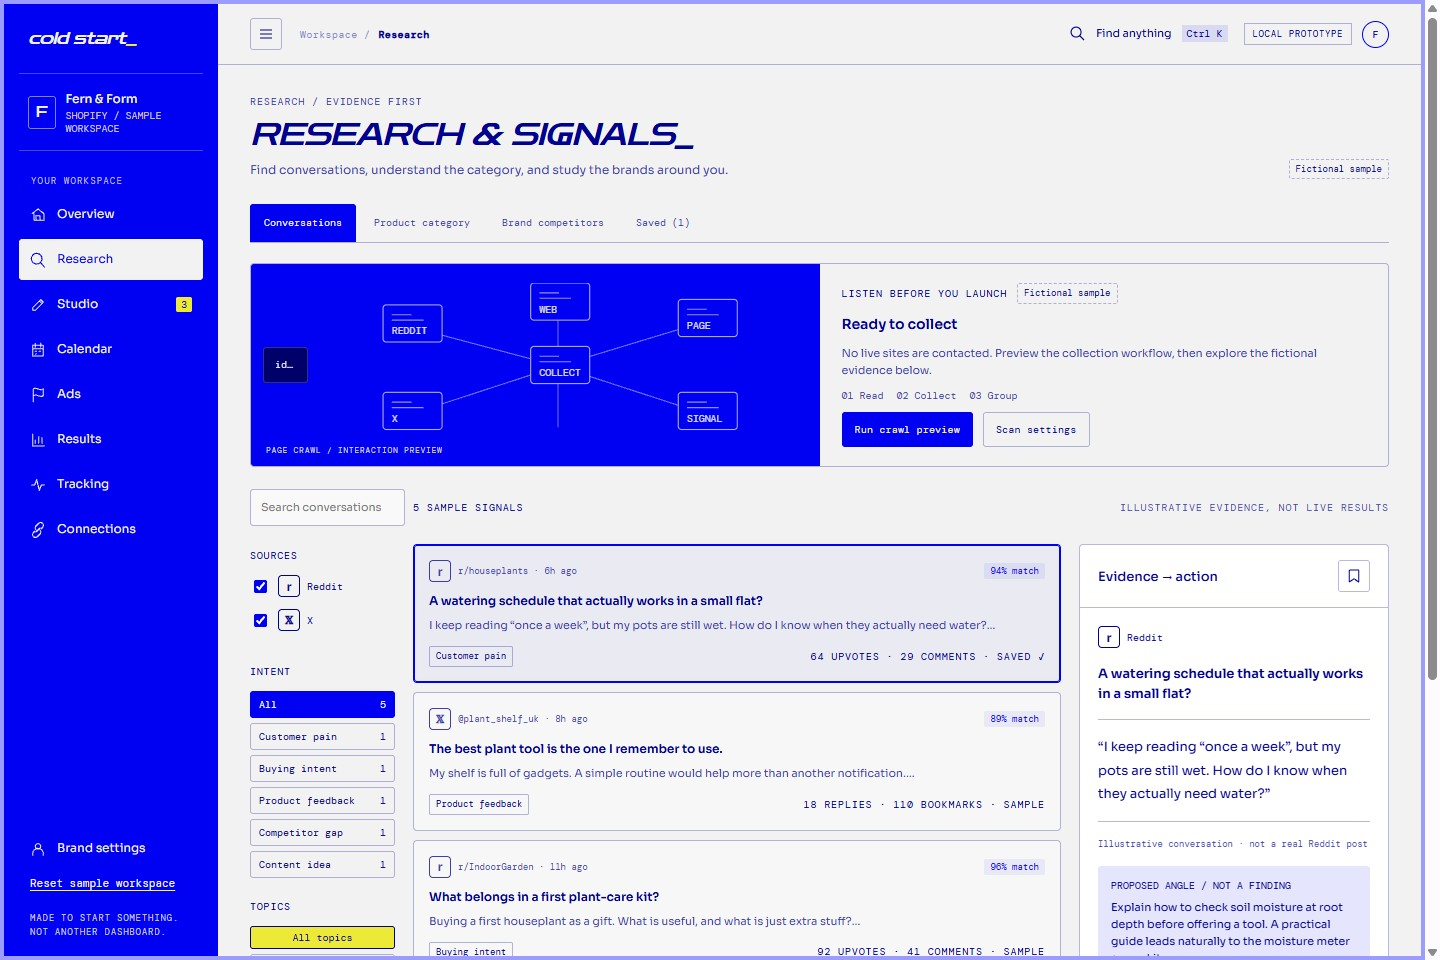 cold start_
F
Fern & Form
SHOPIFY / SAMPLE
WORKSPACE
YOUR WORKSPACE
Overview
Research
Studio 3
Calendar
Ads
Results
Tracking
Connections
Brand settings
Reset sample workspace
MADE TO START SOMETHING.
NOT ANOTHER DASHBOARD.
Workspace / Research
Find anything Ctrl K LOCAL PROTOTYPE F
RESEARCH / EVIDENCE FIRST
RESEARCH & SIGNALS_
Find conversations, understand the category, and study the brands around you.
Fictional sample
Conversations Product category Brand competitors Saved (1)
WEB
REDDIT
PAGE
id…
COLLECT
X
SIGNAL
PAGE CRAWL / INTERACTION PREVIEW
LISTEN BEFORE YOU LAUNCH Fictional sample
Ready to collect
No live sites are contacted. Preview the collection workflow, then explore the fictional
evidence below.
01 Read 02 Collect 03 Group
Run crawl preview Scan settings
Search conversations 5 SAMPLE SIGNALS
ILLUSTRATIVE EVIDENCE, NOT LIVE RESULTS
SOURCES
r Reddit
X X
INTENT
All 5
Customer pain 1
Buying intent 1
Product feedback 1
Competitor gap 1
Content idea 1
TOPICS
All topics
r r/houseplants · 6h ago 94% match
A watering schedule that actually works in a small flat?
I keep reading “once a week”, but my pots are still wet. How do I know when they actually need water?...
Customer pain 64 UPVOTES · 29 COMMENTS · SAVED ✓
X @plant_shelf_uk · 8h ago 89% match
The best plant tool is the one I remember to use.
My shelf is full of gadgets. A simple routine would help more than another notification....
Product feedback 18 REPLIES · 110 BOOKMARKS · SAMPLE
r r/IndoorGarden · 11h ago 96% match
What belongs in a first plant-care kit?
Buying a first houseplant as a gift. What is useful, and what is just extra stuff?...
Buying intent 92 UPVOTES · 41 COMMENTS · SAMPLE
Evidence → action
r Reddit
A watering schedule that actually works
in a small flat?
“I keep reading “once a week”, but my
pots are still wet. How do I know when
they actually need water?”
Illustrative conversation · not a real Reddit post
PROPOSED ANGLE / NOT A FINDING
Explain how to check soil moisture at root
depth before offering a tool. A practical
guide leads naturally to the moisture meter